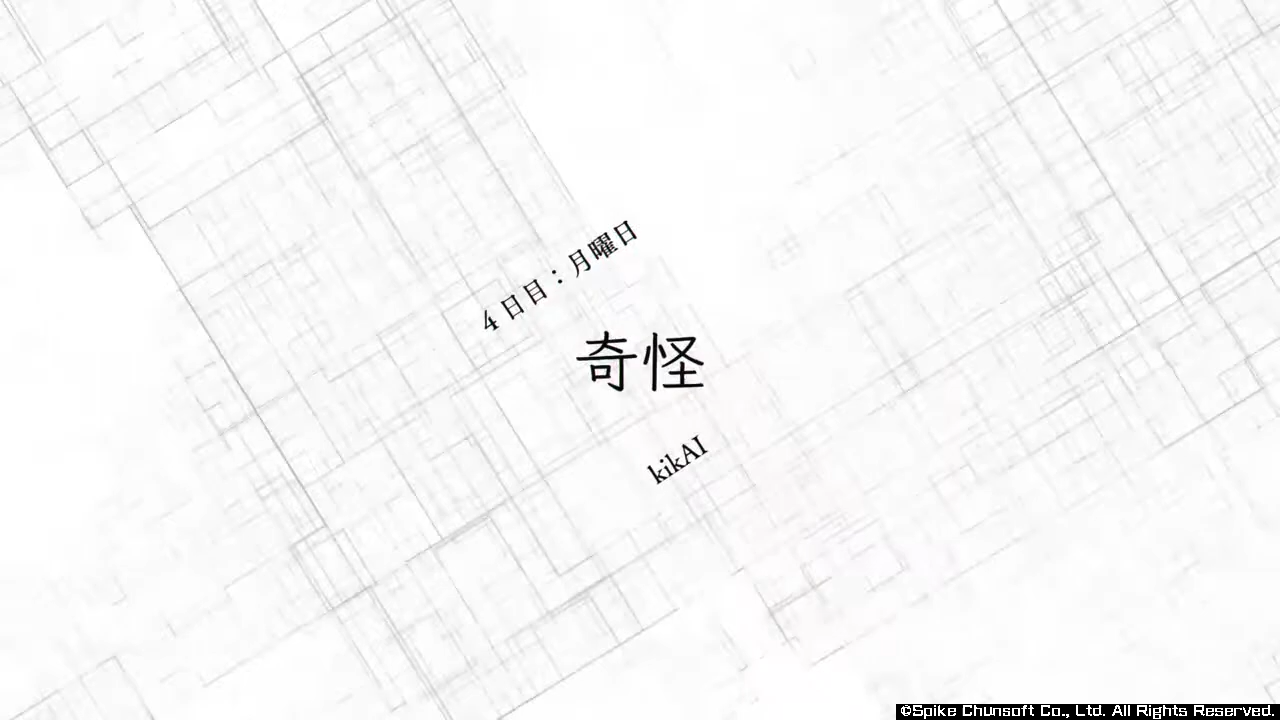 4日目：月曜日
奇怪
kikAI
©Spike Chunsoft Co., Ltd. All Rights Reserved.